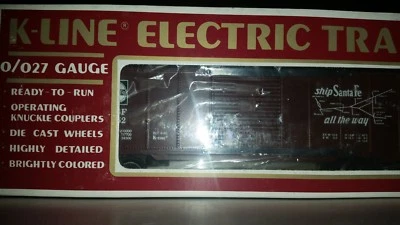 K-LINE® ELECTRIC TRA
0/027 GAUGE
· READY-TO-RUN
· OPERATING
KNUCKLE COUPLERS
· DIE CAST WHEELS
· HIGHLY DETAILED
· BRIGHTLY COLORED
ship Santa Fe
all the way